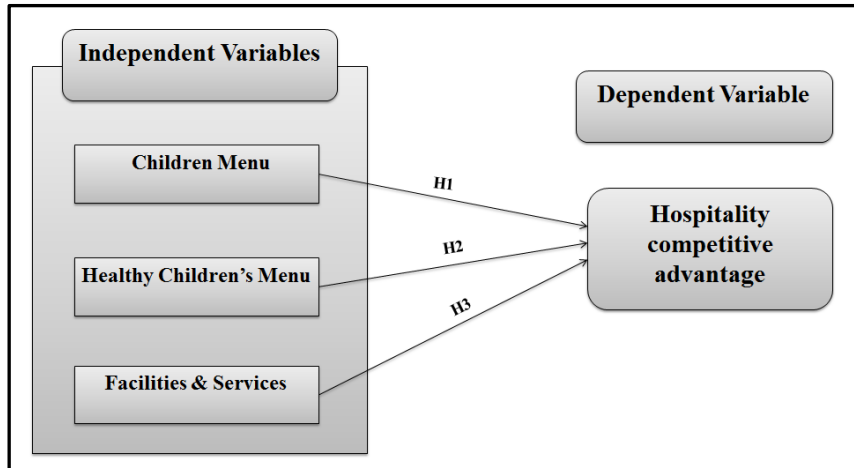 Independent Variables
Dependent Variable
Children Menu
H1
Hospitality
competitive
advantage
H2
Healthy Children’s Menu
H3
Facilities & Services